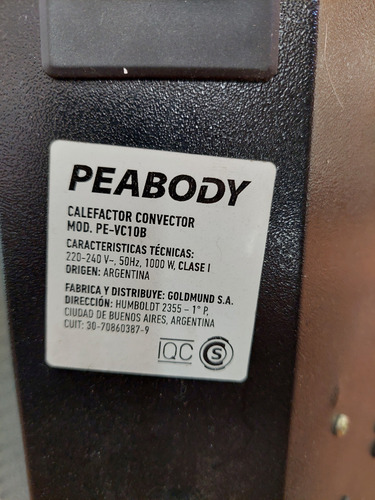 PEABODY
CALEFACTOR CONVECTOR
MOD. PE-VC10B
CARACTERISTICAS TÉCNICAS:
220-240 V~, 50Hz, 1000 W, CLASE I
ORIGEN: ARGENTINA
FABRICA Y DISTRIBUYE: GOLDMUND S.A.
DIRECCIÓN: HUMBOLDT 2355 - 1° P,
CIUDAD DE BUENOS AIRES, ARGENTINA
CUIT: 30-70860387-9
IQC S